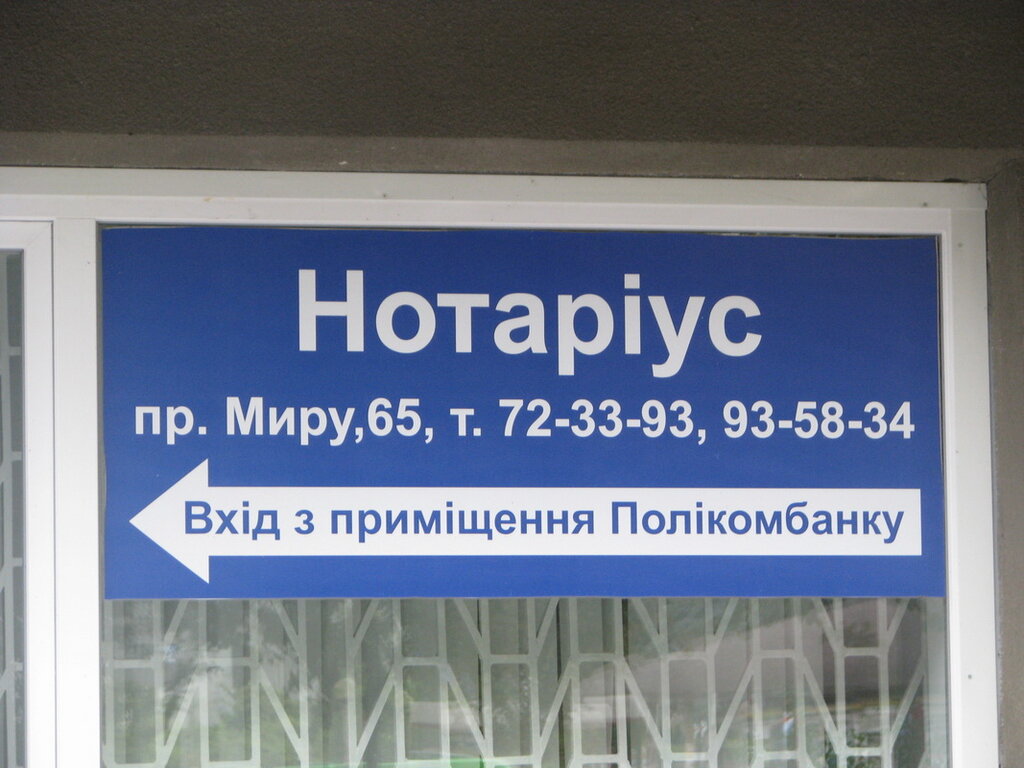 Нотаріус
пр. Миру,65, т. 72-33-93, 93-58-34
Вхід з приміщення Полікомбанку